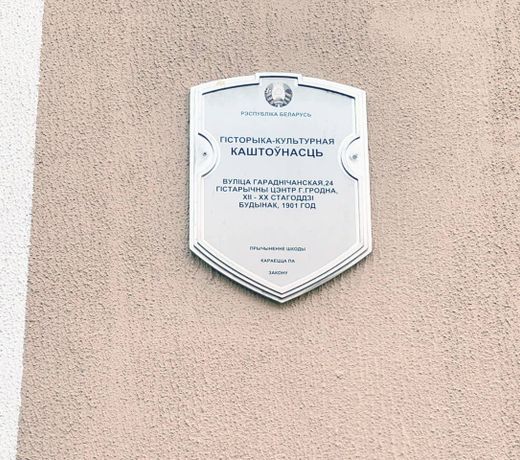 РЭСПУБЛІКА БЕЛАРУСЬ
ГІСТОРЫКА-КУЛЬТУРНАЯ
КАШТОЎНАСЦЬ
ВУЛІЦА ГАРАДНІЧАНСКАЯ,24
ГІСТАРЫЧНЫ ЦЭНТР Г.ГРОДНА,
XII - XX СТАГОДДЗІ
БУДЫНАК, 1901 ГОД
ПРЫЧЫНЕННЕ ШКОДЫ
КАРАЕЦЦА ПА
ЗАКОНУ